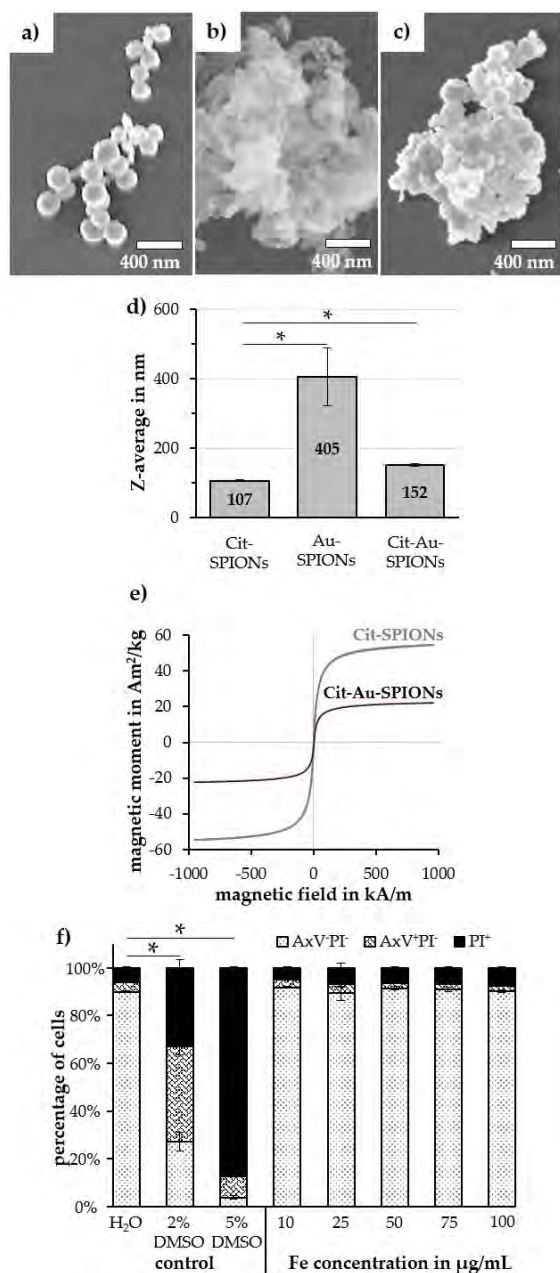 a)
b)
c)
400 nm
400 nm
400 nm
d)
600
400
200
0
Z-average in nm
*
*
107
405
152
Cit-
SPIONs
Au-
SPIONs
Cit-Au-
SPIONs
e)
60
40
20
0
-20
-40
-60
magnetic moment in Am²/kg
Cit-SPIONs
Cit-Au-SPIONs
-1000 -500 0 500 1000
magnetic field in kA/m
f)
*
*
AxV⁻PI⁻ AxV⁺PI⁻ PI⁺
100%
80%
60%
40%
20%
0%
percentage of cells
H₂O 2% 5% 10 25 50 75 100
DMSO DMSO
control Fe concentration in µg/mL